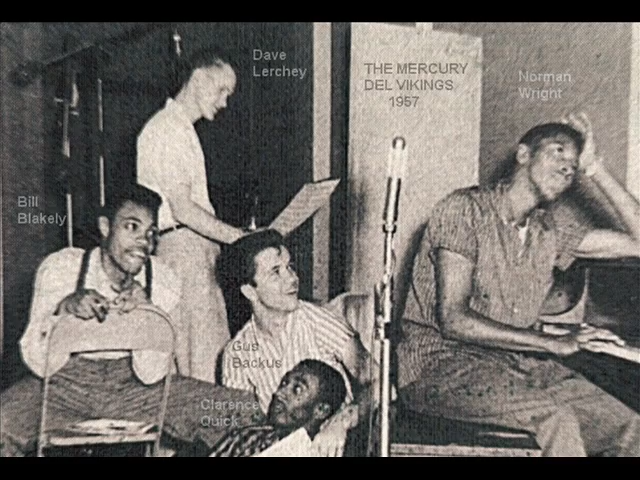 Dave
Lerchey
THE MERCURY
DEL VIKINGS
1957
Norman
Wright
Bill
Blakely
Gus
Backus
Clarence
Quick